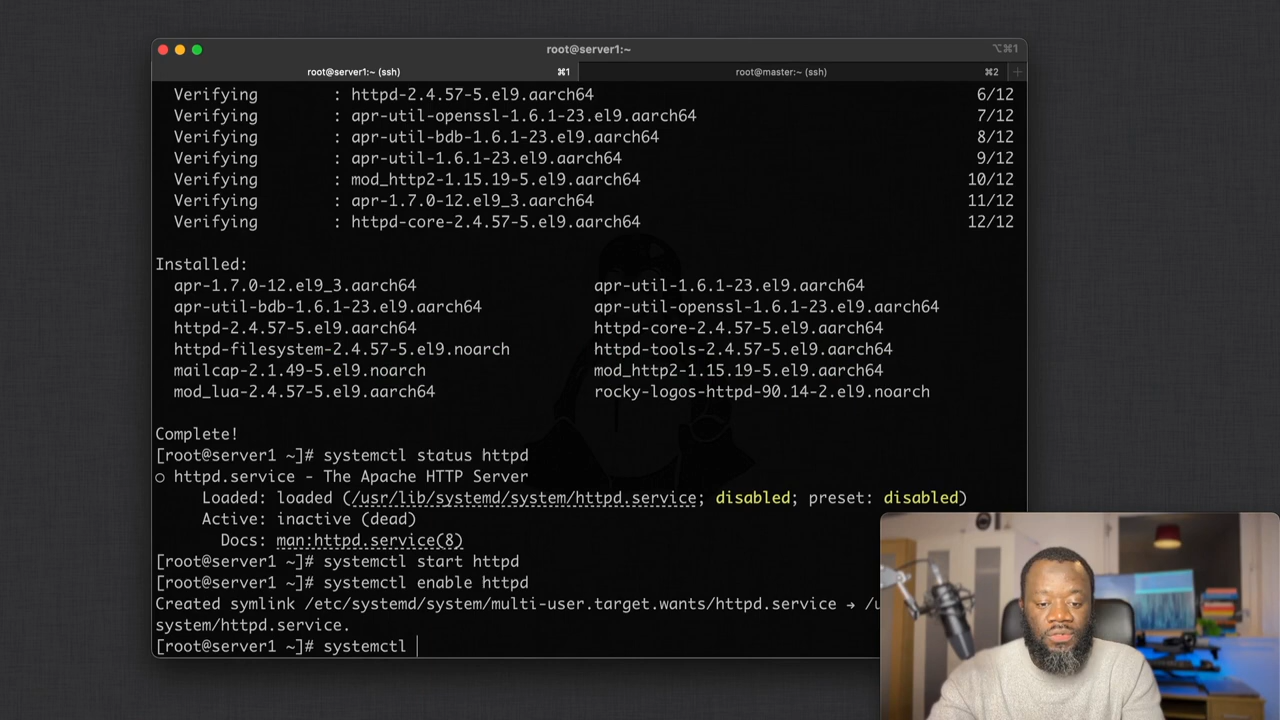 root@server1:~
⌥⌘1
root@server1:~ (ssh) ⌘1 root@master:~ (ssh) ⌘2 +
Verifying : httpd-2.4.57-5.el9.aarch64 6/12
Verifying : apr-util-openssl-1.6.1-23.el9.aarch64 7/12
Verifying : apr-util-bdb-1.6.1-23.el9.aarch64 8/12
Verifying : apr-util-1.6.1-23.el9.aarch64 9/12
Verifying : mod_http2-1.15.19-5.el9.aarch64 10/12
Verifying : apr-1.7.0-12.el9_3.aarch64 11/12
Verifying : httpd-core-2.4.57-5.el9.aarch64 12/12
Installed:
apr-1.7.0-12.el9_3.aarch64 apr-util-1.6.1-23.el9.aarch64
apr-util-bdb-1.6.1-23.el9.aarch64 apr-util-openssl-1.6.1-23.el9.aarch64
httpd-2.4.57-5.el9.aarch64 httpd-core-2.4.57-5.el9.aarch64
httpd-filesystem-2.4.57-5.el9.noarch httpd-tools-2.4.57-5.el9.aarch64
mailcap-2.1.49-5.el9.noarch mod_http2-1.15.19-5.el9.aarch64
mod_lua-2.4.57-5.el9.aarch64 rocky-logos-httpd-90.14-2.el9.noarch
Complete!
[root@server1 ~]# systemctl status httpd
○ httpd.service - The Apache HTTP Server
Loaded: loaded (/usr/lib/systemd/system/httpd.service; disabled; preset: disabled)
Active: inactive (dead)
Docs: man:httpd.service(8)
[root@server1 ~]# systemctl start httpd
[root@server1 ~]# systemctl enable httpd
Created symlink /etc/systemd/system/multi-user.target.wants/httpd.service → /u
system/httpd.service.
[root@server1 ~]# systemctl